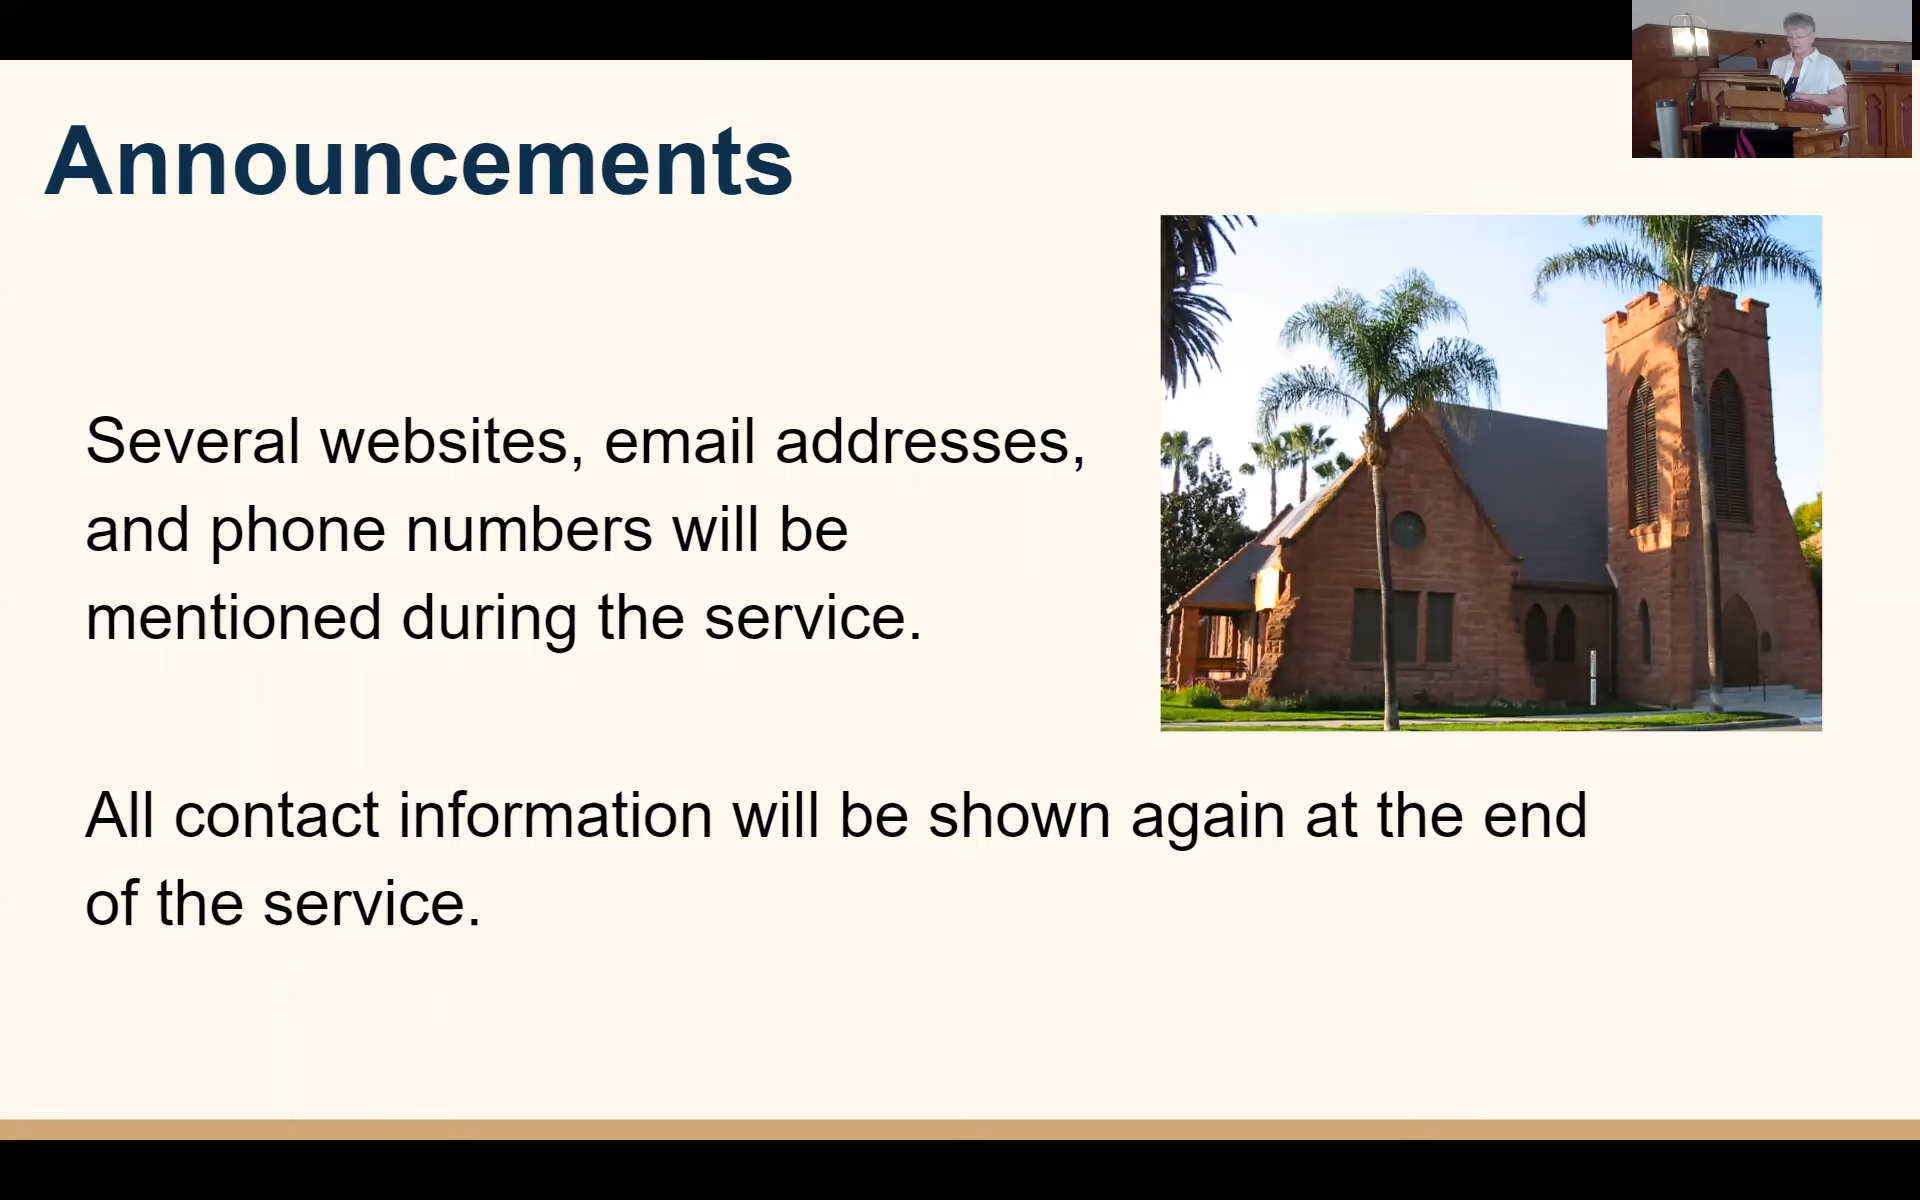 Announcements
Several websites, email addresses,
and phone numbers will be
mentioned during the service.
All contact information will be shown again at the end
of the service.